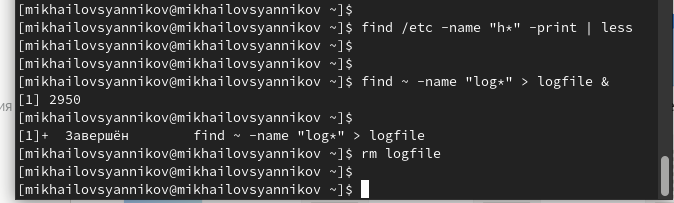 [mikhailovsyannikov@mikhailovsyannikov ~]$
[mikhailovsyannikov@mikhailovsyannikov ~]$ find /etc -name "h*" -print | less
[mikhailovsyannikov@mikhailovsyannikov ~]$
[mikhailovsyannikov@mikhailovsyannikov ~]$
[mikhailovsyannikov@mikhailovsyannikov ~]$ find ~ -name "log*" > logfile &
[1] 2950
[mikhailovsyannikov@mikhailovsyannikov ~]$
[1]+  Завершён        find ~ -name "log*" > logfile
[mikhailovsyannikov@mikhailovsyannikov ~]$ rm logfile
[mikhailovsyannikov@mikhailovsyannikov ~]$
[mikhailovsyannikov@mikhailovsyannikov ~]$